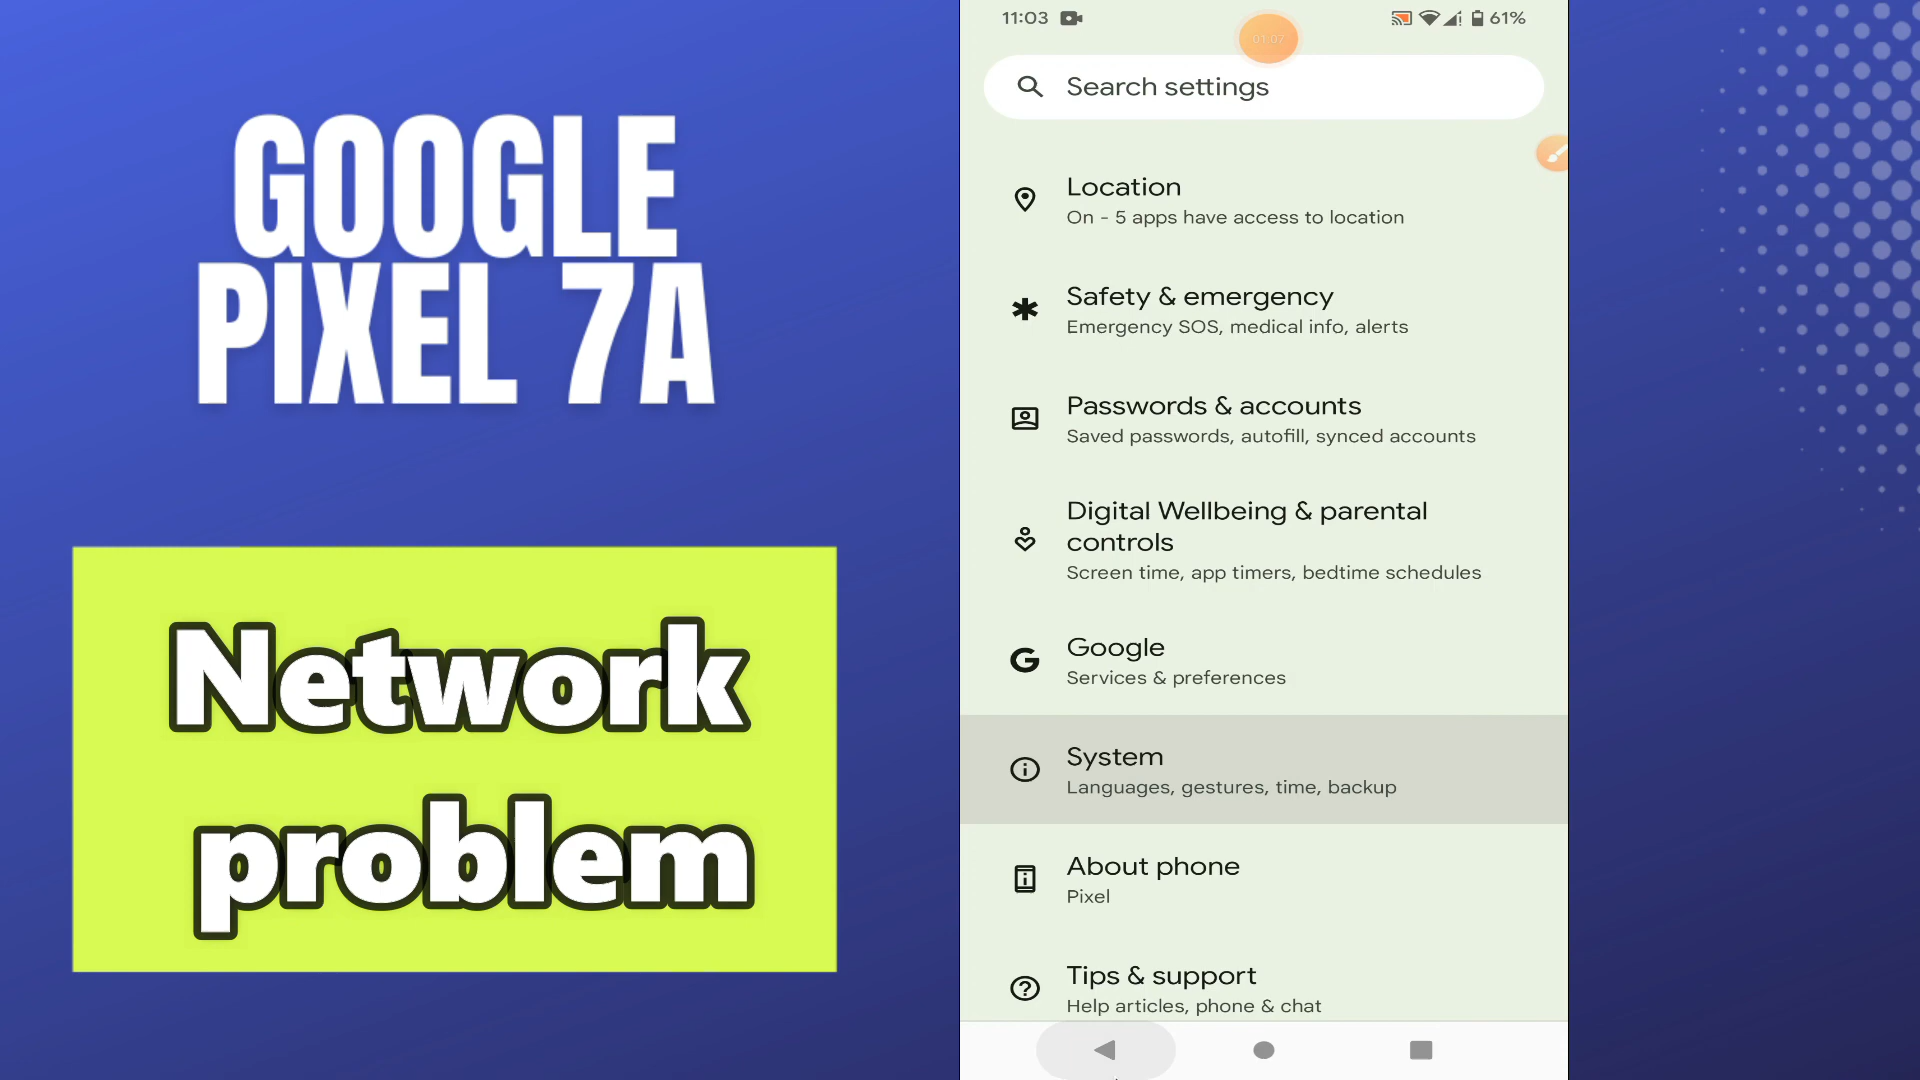 GOOGLE
PIXEL 7A
Network
problem
11:03
61%
01:07
Search settings
Location
On - 5 apps have access to location
Safety & emergency
Emergency SOS, medical info, alerts
Passwords & accounts
Saved passwords, autofill, synced accounts
Digital Wellbeing & parental
controls
Screen time, app timers, bedtime schedules
Google
Services & preferences
System
Languages, gestures, time, backup
About phone
Pixel
Tips & support
Help articles, phone & chat